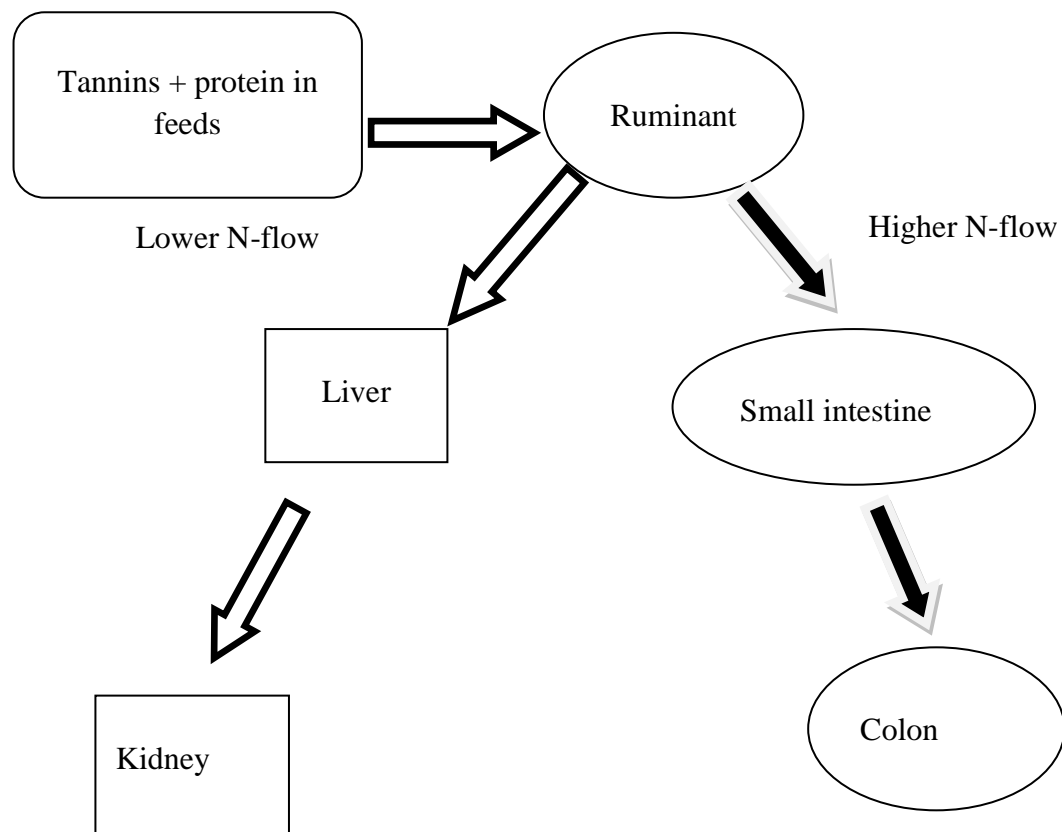 Tannins + protein in
feeds
Ruminant
Lower N-flow
Higher N-flow
Liver
Small intestine
Kidney
Colon